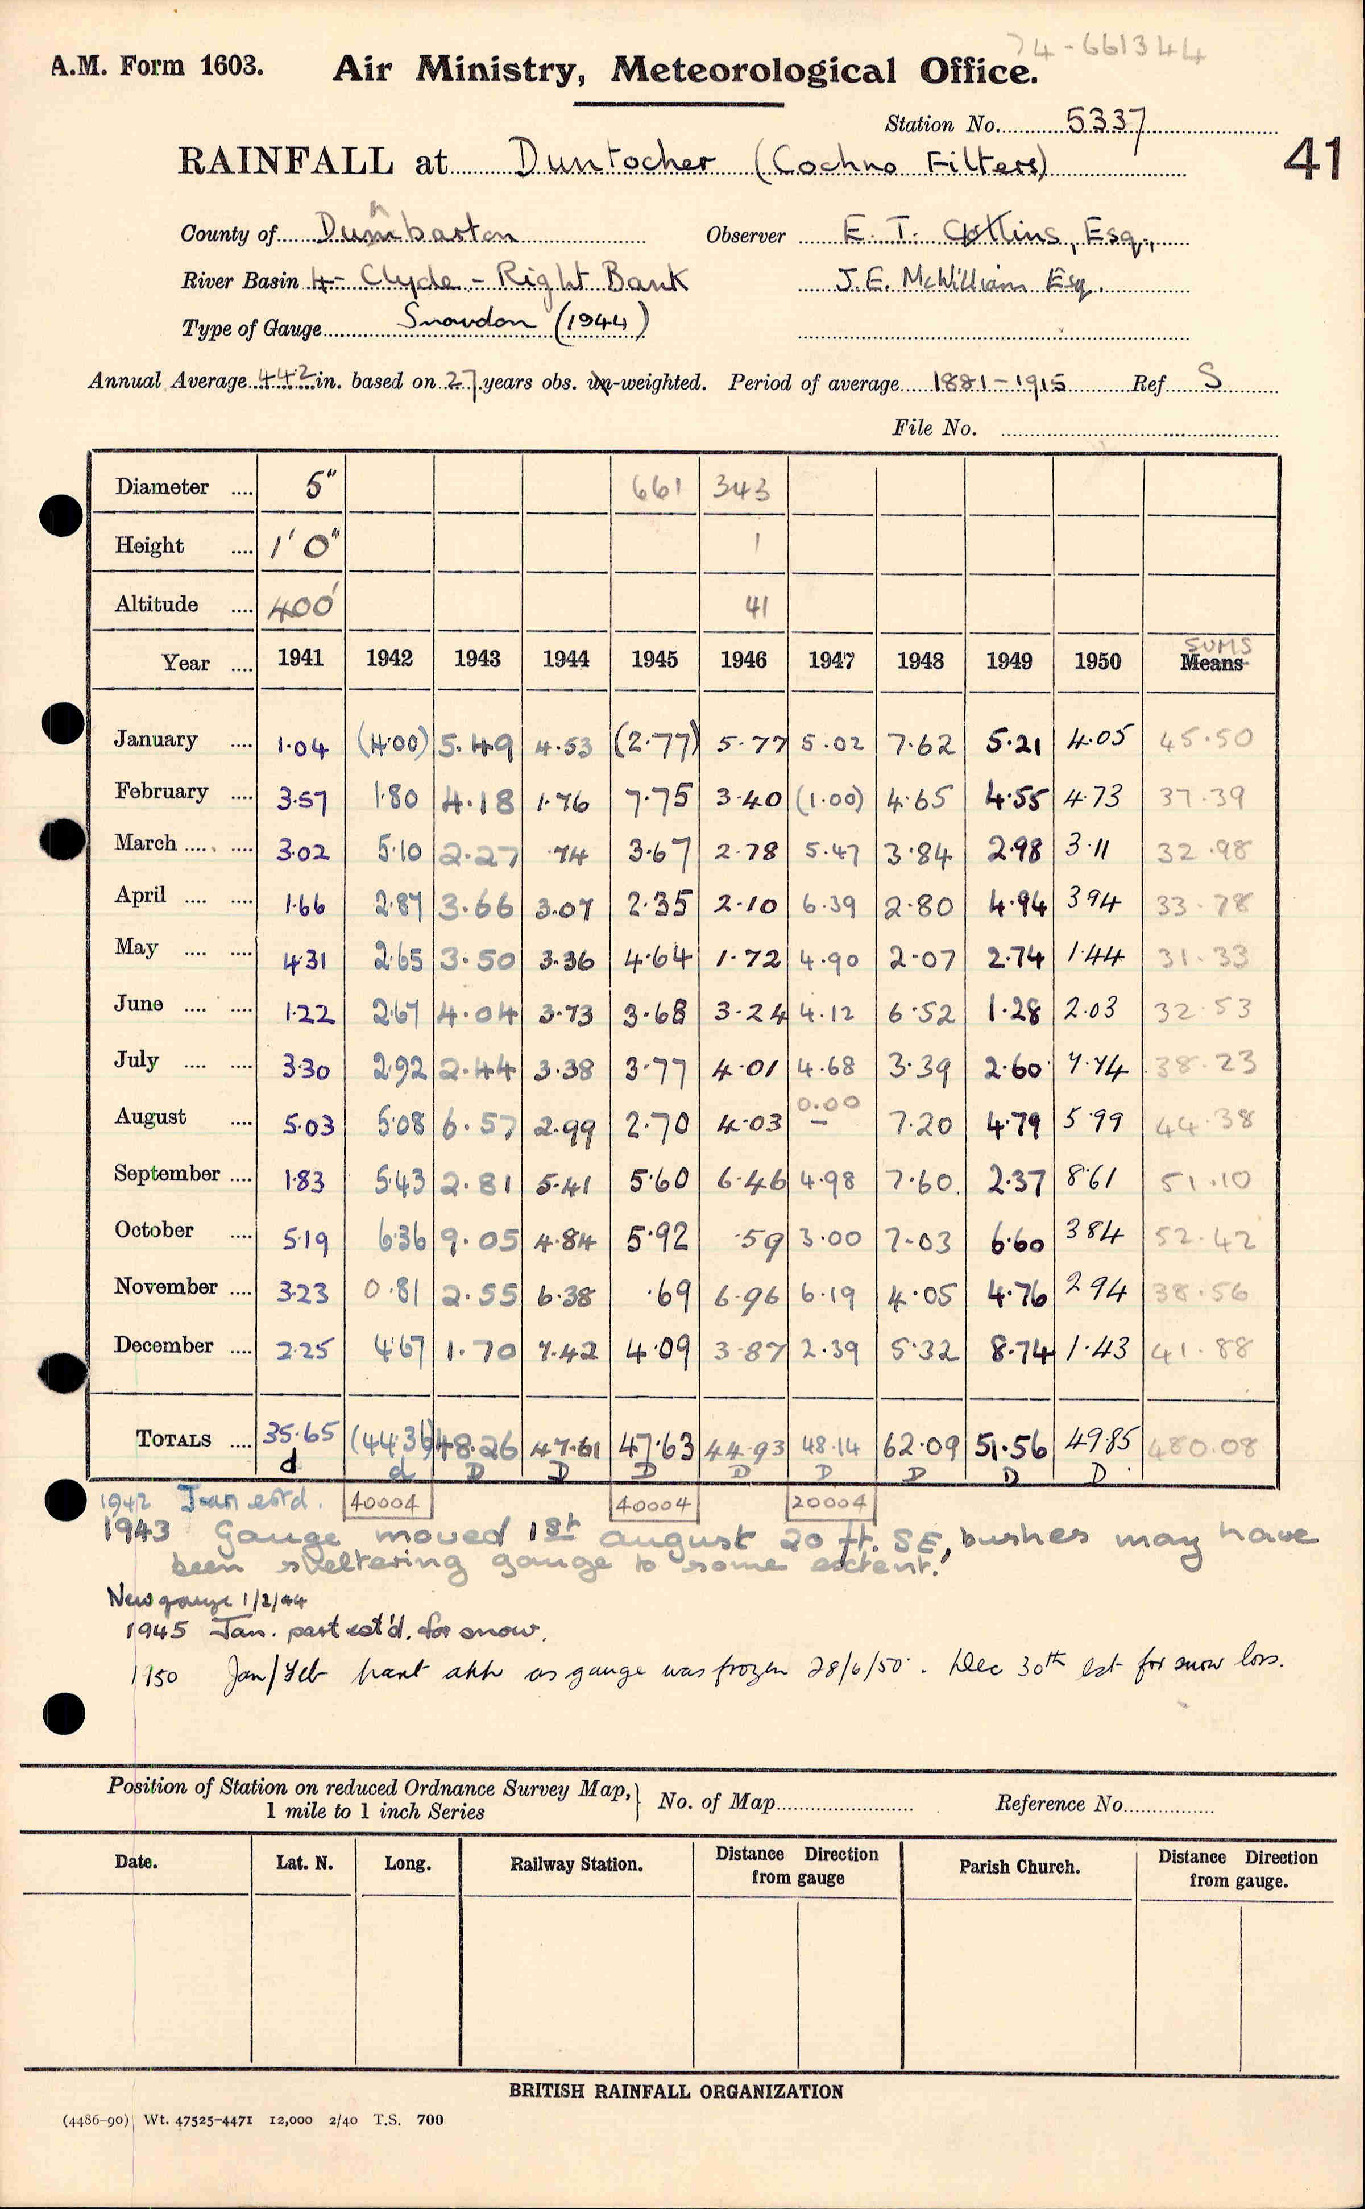 74-661344
A.M. Form 1603. Air Ministry, Meteorological Office.
Station No. 5337
41
RAINFALL at Duntocher (Cochno Filters)
County of Dumbarton Observer E. T. Collins, Esq.,
River Basin 4- Clyde - Right Bank J.E. McWilliam Esq.
Type of Gauge Snowdon (1944)
Annual Average 44.2 in. based on 27 years obs. un-weighted. Period of average 1881-1915 Ref S
File No.
Diameter .... 5" 661 343
Height .... 1' 0" 1
Altitude .... 400' 41
Year .... 1941 1942 1943 1944 1945 1946 1947 1948 1949 1950 SUMS Means
January .... 1.04 (4.00) 5.49 4.53 (2.77) 5.77 5.02 7.62 5.21 4.05 45.50
February .... 3.57 1.80 4.18 1.76 7.75 3.40 (1.00) 4.65 4.55 4.73 37.39
March .... .... 3.02 5.10 2.27 .74 3.67 2.78 5.47 3.84 2.98 3.11 32.98
April .... .... 1.66 2.87 3.66 3.07 2.35 2.10 6.39 2.80 4.94 3.94 33.78
May .... .... 4.31 2.65 3.50 3.36 4.64 1.72 4.90 2.07 2.74 1.44 31.33
June .... .... 1.22 2.67 4.04 3.73 3.68 3.24 4.12 6.52 1.28 2.03 32.53
July .... .... 3.30 2.92 2.44 3.38 3.77 4.01 4.68 3.39 2.60 7.74 38.23
August .... 5.03 5.08 6.57 2.99 2.70 4.03 0.00 – 7.20 4.79 5.99 44.38
September .... 1.83 5.43 2.81 5.41 5.60 6.46 4.98 7.60 2.37 8.61 51.10
October .... 5.19 6.36 9.05 4.84 5.92 .59 3.00 7.03 6.60 3.84 52.42
November .... 3.23 0.81 2.55 6.38 .69 6.96 6.19 4.05 4.76 2.94 38.56
December .... 2.25 4.67 1.70 7.42 4.09 3.87 2.39 5.32 8.74 1.43 41.88
TOTALS .... 35.65 (44.36) 48.26 47.61 47.63 44.93 48.14 62.09 51.56 49.85 480.08
d d D D D D D D D D
1942 Jan est'd. 40004 40004 20004
1943 Gauge moved 1st August 20 ft. SE, bushes may have
been sheltering gauge to some extent.
New gauge 1/2/44
1945 Jan. part est'd. for snow.
1950 Jan/Feb part as gauge was frozen 28/6/50. Dec 30th est for snow loss.
Position of Station on reduced Ordnance Survey Map, 1 mile to 1 inch Series } No. of Map Reference No.
Date. Lat. N. Long. Railway Station. Distance Direction from gauge Parish Church. Distance Direction from gauge.
BRITISH RAINFALL ORGANIZATION
(4486-90) Wt. 47525-4471 12,000 2/40 T.S. 700